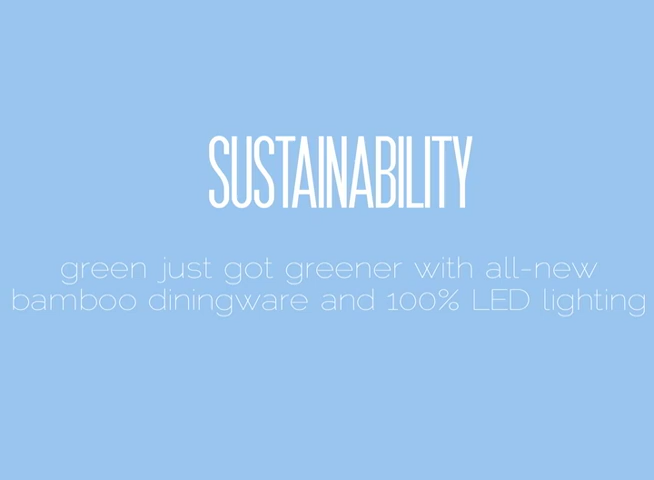 SUSTAINABILITY
green just got greener with all-new
bamboo diningware and 100% LED lighting